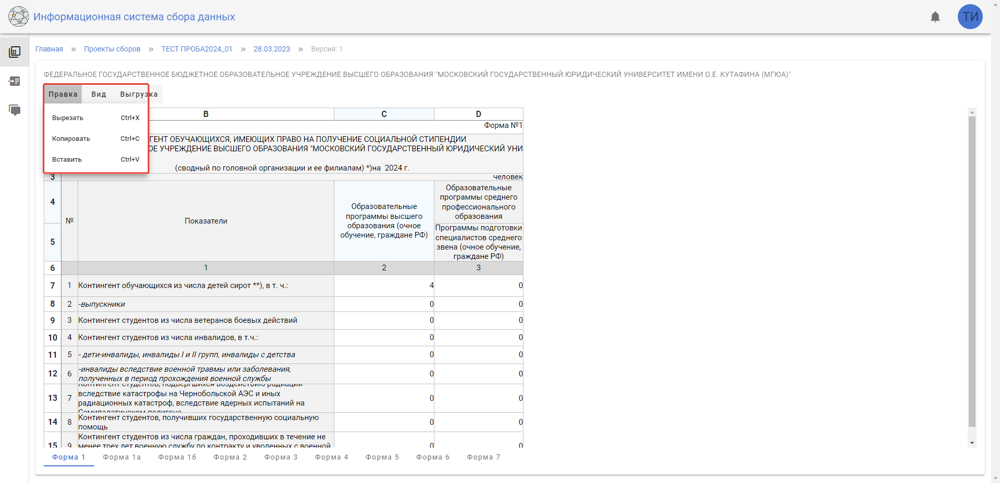 Информационная система сбора данных
ТИ
Главная » Проекты сборов » ТЕСТ ПРОБА2024_01 » 28.03.2023 » Версия: 1
ФЕДЕРАЛЬНОЕ ГОСУДАРСТВЕННОЕ БЮДЖЕТНОЕ ОБРАЗОВАТЕЛЬНОЕ УЧРЕЖДЕНИЕ ВЫСШЕГО ОБРАЗОВАНИЯ "МОСКОВСКИЙ ГОСУДАРСТВЕННЫЙ ЮРИДИЧЕСКИЙ УНИВЕРСИТЕТ ИМЕНИ О.Е. КУТАФИНА (МГЮА)"
Правка Вид Выгрузка
Вырезать Ctrl+X
Копировать Ctrl+C
Вставить Ctrl+V
B C D
Форма №1
ГЕНТ ОБУЧАЮЩИХСЯ, ИМЕЮЩИХ ПРАВО НА ПОЛУЧЕНИЕ СОЦИАЛЬНОЙ СТИПЕНДИИ
ОЕ УЧРЕЖДЕНИЕ ВЫСШЕГО ОБРАЗОВАНИЯ "МОСКОВСКИЙ ГОСУДАРСТВЕННЫЙ ЮРИДИЧЕСКИЙ УНИ
(сводный по головной организации и ее филиалам) *)на 2024 г.
3 человек
4
5
№
Показатели
Образовательные
программы высшего
образования (очное
обучение, граждане РФ)
Образовательные
программы среднего
профессионального
образования
Программы подготовки
специалистов среднего
звена (очное обучение,
граждане РФ)
6 1 2 3
7 1 Контингент обучающихся из числа детей сирот **), в т. ч.: 4 0
8 2 -выпускники 0 0
9 3 Контингент студентов из числа ветеранов боевых действий 0 0
10 4 Контингент студентов из числа инвалидов, в т.ч.: 0 0
11 5 - дети-инвалиды, инвалиды I и II групп, инвалиды с детства 0 0
12 6 -инвалиды вследствие военной травмы или заболевания,
полученных в период прохождения военной службы 0 0
Контингент студентов, подвергшихся воздействию радиации
13 7 вследствие катастрофы на Чернобольской АЭС и иных
радиационных катастроф, вследствие ядерных испытаний на 0 0
Семипалатинском полигоне
14 8 Контингент студентов, получивших государственную социальную
помощь 0 0
15 9 Контингент студентов из числа граждан, проходивших в течение не
менее трех лет военную службу по контракту и уволенных с военной 0 0
Форма 1 Форма 1а Форма 1б Форма 2 Форма 3 Форма 4 Форма 5 Форма 6 Форма 7